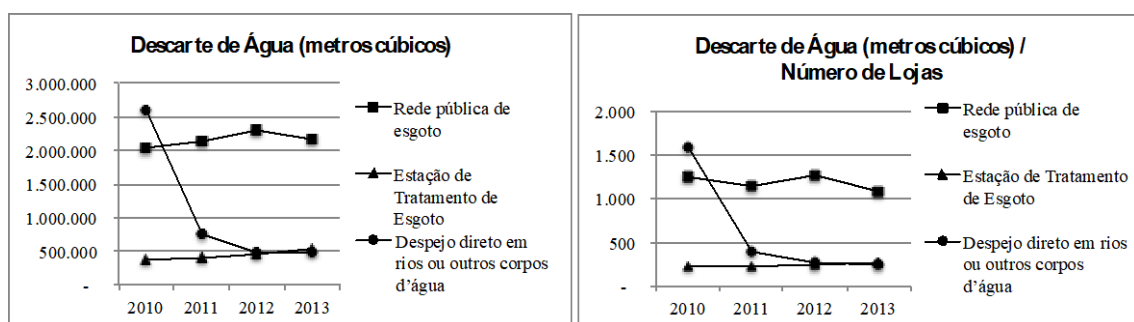 Descarte de Água (metros cúbicos)
3.000.000
2.500.000
2.000.000
1.500.000
1.000.000
500.000
-
2010 2011 2012 2013
Rede pública de
esgoto
Estação de
Tratamento de
Esgoto
Despejo direto em
rios ou outros corpos
d'água
Descarte de Água (metros cúbicos) /
Número de Lojas
2.000
1.500
1.000
500
-
2010 2011 2012 2013
Rede pública de
esgoto
Estação de Tratamento
de Esgoto
Despejo direto em rios
ou outros corpos
d'água